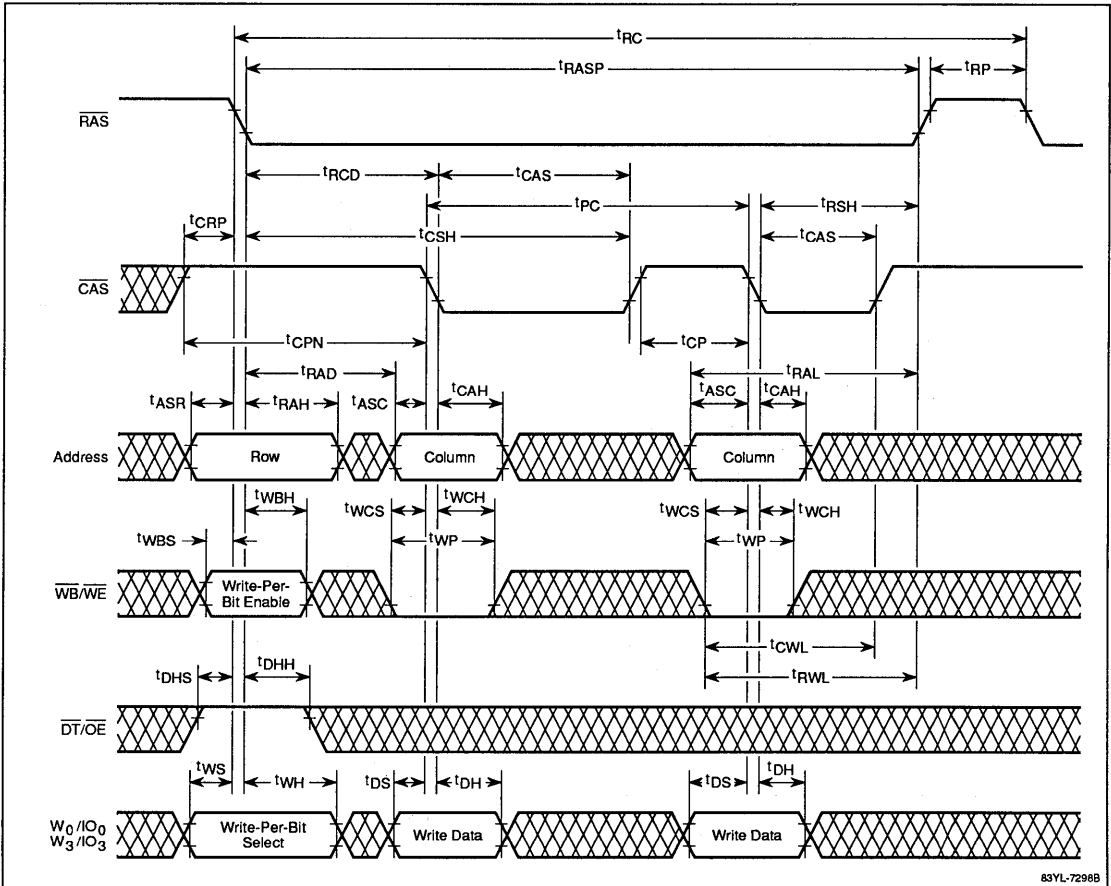 tRC
tRASP tRP
RAS
tRCD tCAS
tPC tRSH
tCRP tCSH tCAS
CAS
tCPN tCP
tRAD tRAL
tASR tRAH tASC tCAH tASC tCAH
Address Row Column Column
tWBH tWCS tWCH tWCS tWCH
tWBS tWP tWP
WB/WE Write-Per-
Bit Enable
tCWL
tDHS tDHH tRWL
DT/OE
tWS tWH tDS tDH tDS tDH
W0/IO0
W3/IO3
Write-Per-Bit
Select
Write Data Write Data
83YL-7298B